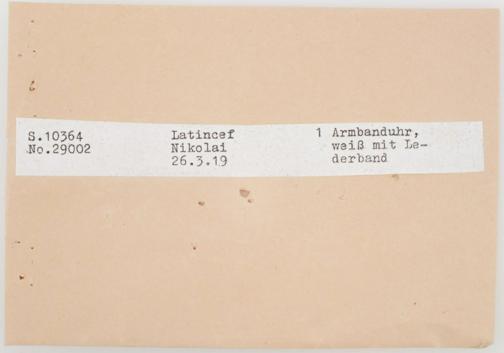 S.10364 Latincef 1 Armbanduhr,
No.29002 Nikolai weiß mit Le-
26.3.19 derband